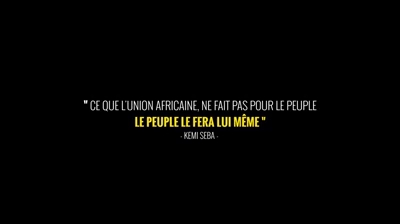 " CE QUE L'UNION AFRICAINE, NE FAIT PAS POUR LE PEUPLE
LE PEUPLE LE FERA LUI MÊME "
- KEMI SEBA -